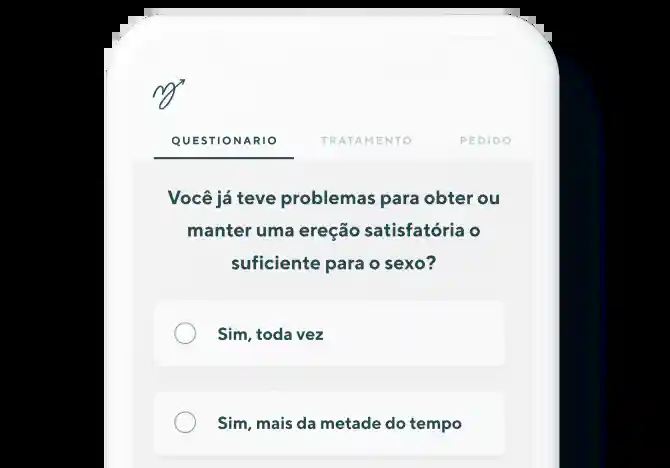 QUESTIONARIO TRATAMENTO PEDIDO
Você já teve problemas para obter ou
manter uma ereção satisfatória o
suficiente para o sexo?
Sim, toda vez
Sim, mais da metade do tempo